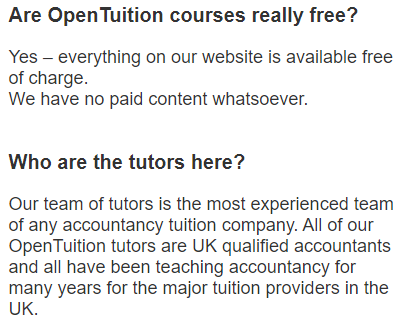 Are OpenTuition courses really free?
Yes – everything on our website is available free
of charge.
We have no paid content whatsoever.
Who are the tutors here?
Our team of tutors is the most experienced team
of any accountancy tuition company. All of our
OpenTuition tutors are UK qualified accountants
and all have been teaching accountancy for
many years for the major tuition providers in the
UK.